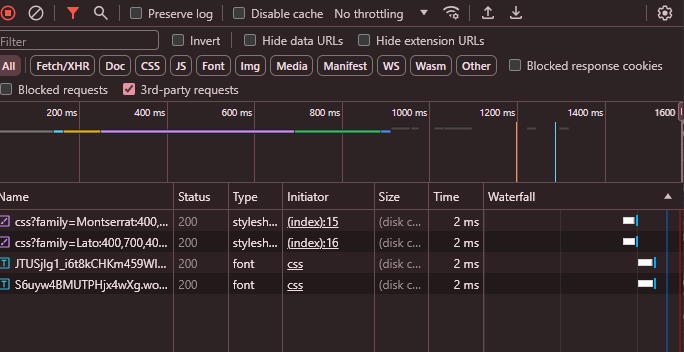 Preserve log Disable cache No throttling
Filter Invert Hide data URLs Hide extension URLs
All Fetch/XHR Doc CSS JS Font Img Media Manifest WS Wasm Other Blocked response cookies
Blocked requests 3rd-party requests
200 ms 400 ms 600 ms 800 ms 1000 ms 1200 ms 1400 ms 1600
Name Status Type Initiator Size Time Waterfall
css?family=Montserrat:400,... 200 stylesh... (index):15 (disk c... 2 ms
css?family=Lato:400,700,40... 200 stylesh... (index):16 (disk c... 2 ms
JTUSjIg1_i6t8kCHKm459Wl... 200 font css (disk c... 2 ms
S6uyw4BMUTPHjx4wXg.wo... 200 font css (disk c... 2 ms